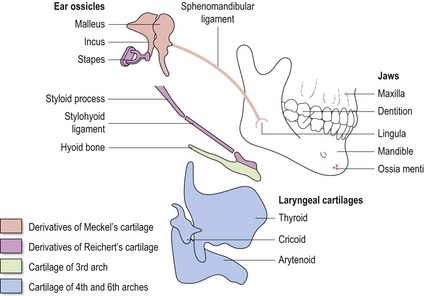 Ear ossicles
Malleus
Incus
Stapes
Sphenomandibular
ligament
Styloid process
Stylohyoid
ligament
Hyoid bone
Jaws
Maxilla
Dentition
Lingula
Mandible
Ossia menti
Laryngeal cartilages
Thyroid
Cricoid
Arytenoid
Derivatives of Meckel's cartilage
Derivatives of Reichert's cartilage
Cartilage of 3rd arch
Cartilage of 4th and 6th arches